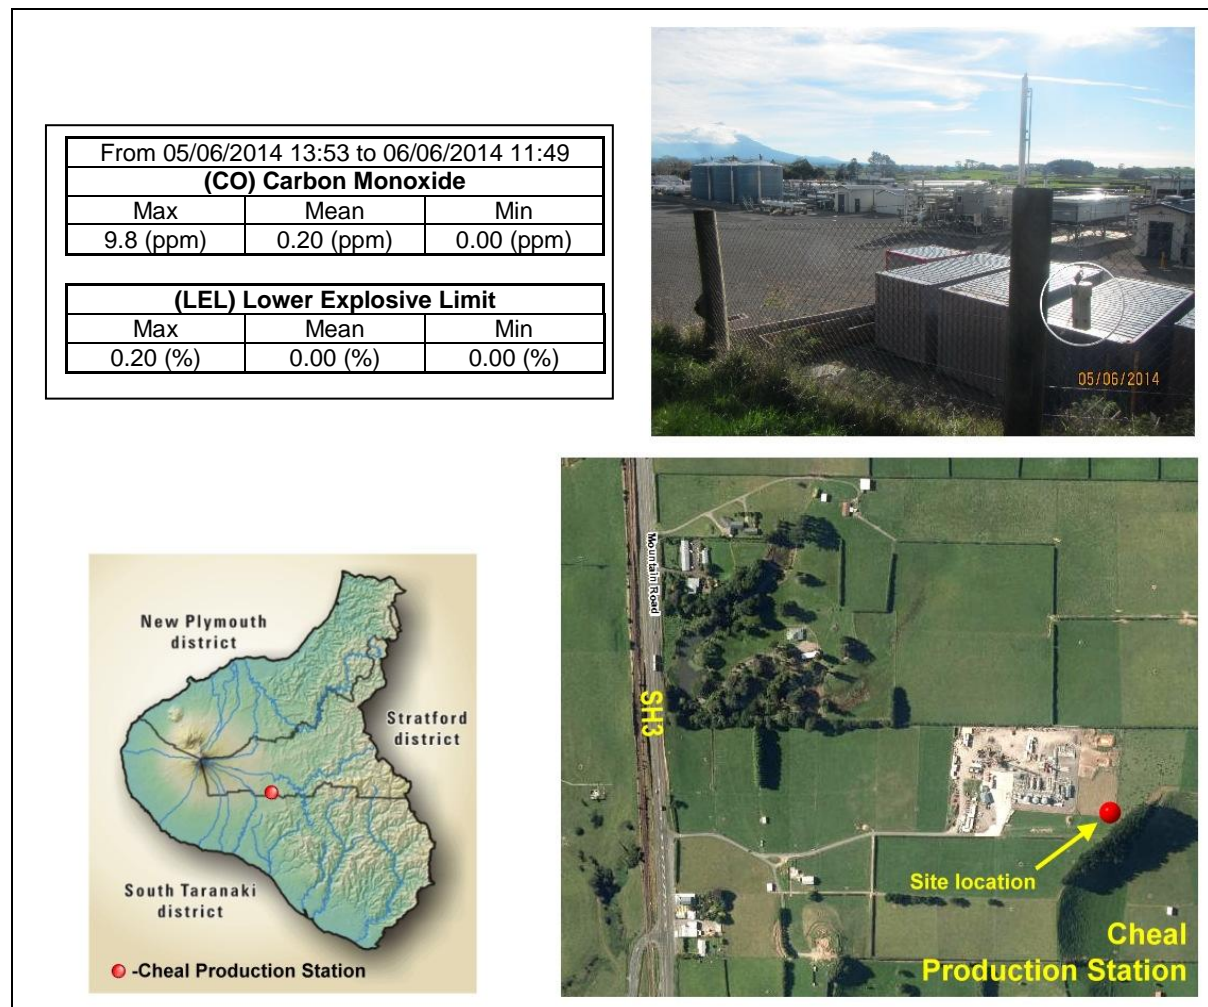 From 05/06/2014 13:53 to 06/06/2014 11:49
(CO) Carbon Monoxide
Max Mean Min
9.8 (ppm) 0.20 (ppm) 0.00 (ppm)
(LEL) Lower Explosive Limit
Max Mean Min
0.20 (%) 0.00 (%) 0.00 (%)
05/06/2014
New Plymouth
district
Stratford
district
South Taranaki
district
-Cheal Production Station
Mountain Road
SH3
Site location
Cheal
Production Station